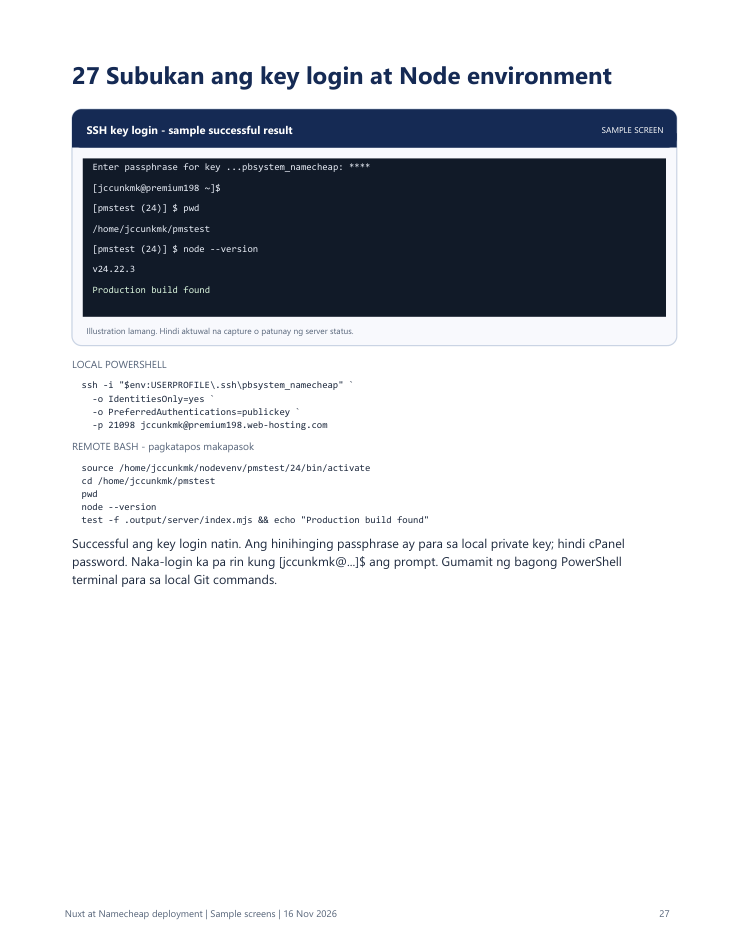 27 Subukan ang key login at Node environment
SSH key login - sample successful result
SAMPLE SCREEN
Enter passphrase for key ...pbsystem_namecheap: ****
[jccunkmk@premium198 ~]$
[pmstest (24)] $ pwd
/home/jccunkmk/pmstest
[pmstest (24)] $ node --version
v24.22.3
Production build found
Illustration lamang. Hindi aktuwal na capture o patunay ng server status.
LOCAL POWERSHELL
ssh -i "$env:USERPROFILE\.ssh\pbsystem_namecheap" `
-o IdentitiesOnly=yes `
-o PreferredAuthentications=publickey `
-p 21098 jccunkmk@premium198.web-hosting.com
REMOTE BASH - pagkatapos makapasok
source /home/jccunkmk/nodevenv/pmstest/24/bin/activate
cd /home/jccunkmk/pmstest
pwd
node --version
test -f .output/server/index.mjs && echo "Production build found"
Successful ang key login natin. Ang hinihinging passphrase ay para sa local private key; hindi cPanel
password. Naka-login ka pa rin kung [jccunkmk@...]$ ang prompt. Gumamit ng bagong PowerShell
terminal para sa local Git commands.
Nuxt at Namecheap deployment | Sample screens | 16 Nov 2026
27